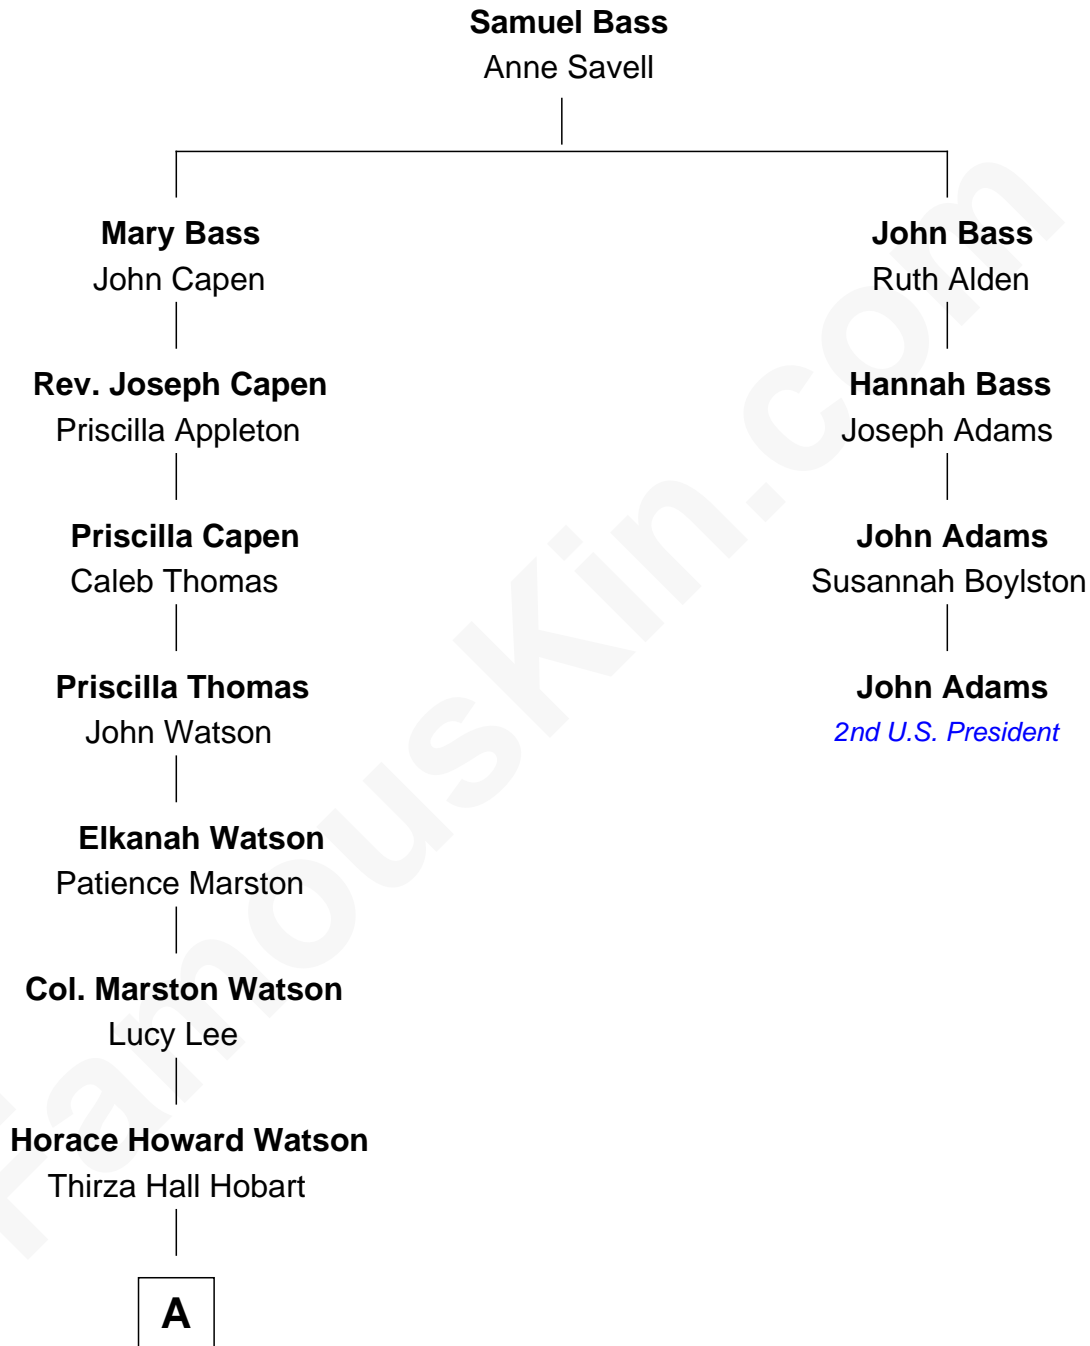 Samuel Bass
Anne Savell
Mary Bass
John Capen
John Bass
Ruth Alden
Rev. Joseph Capen
Priscilla Appleton
Hannah Bass
Joseph Adams
Priscilla Capen
Caleb Thomas
John Adams
Susannah Boylston
Priscilla Thomas
John Watson
John Adams
2nd U.S. President
Elkanah Watson
Patience Marston
Col. Marston Watson
Lucy Lee
Horace Howard Watson
Thirza Hall Hobart
A
FamousKin.com